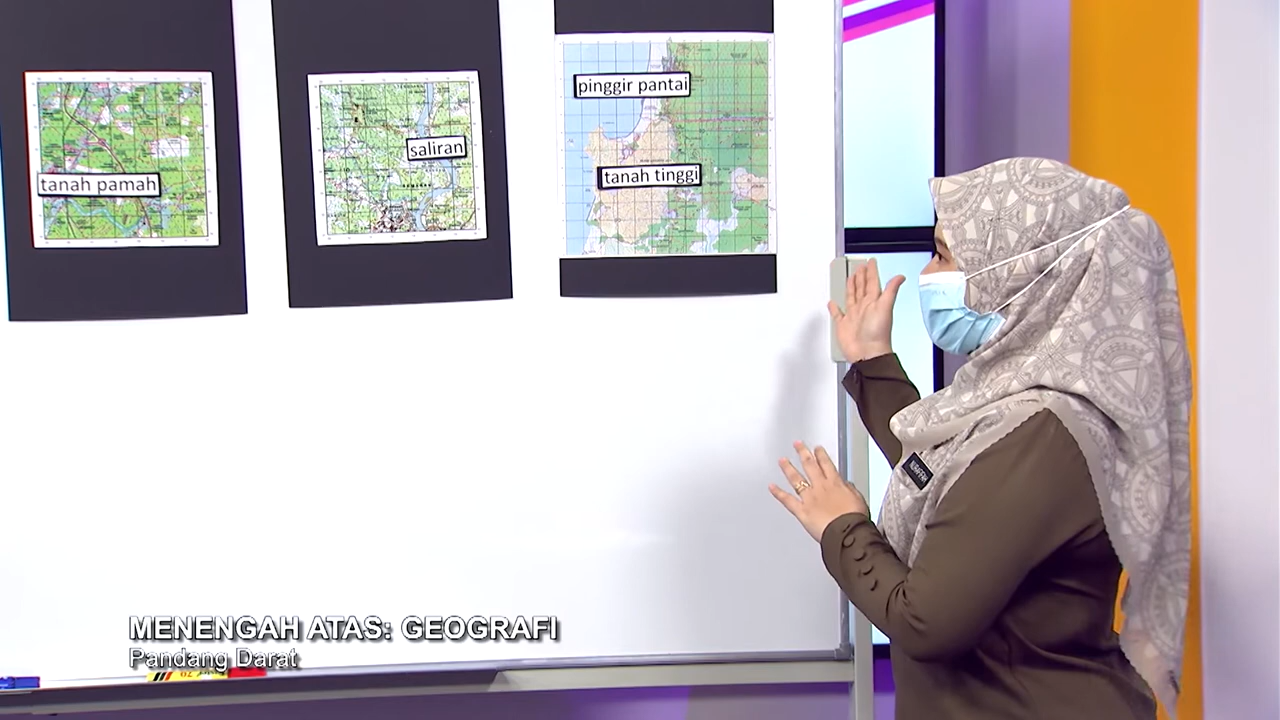 pinggir pantai
saliran
tanah tinggi
tanah pamah
MENENGAH ATAS: GEOGRAFI
Pandang Darat